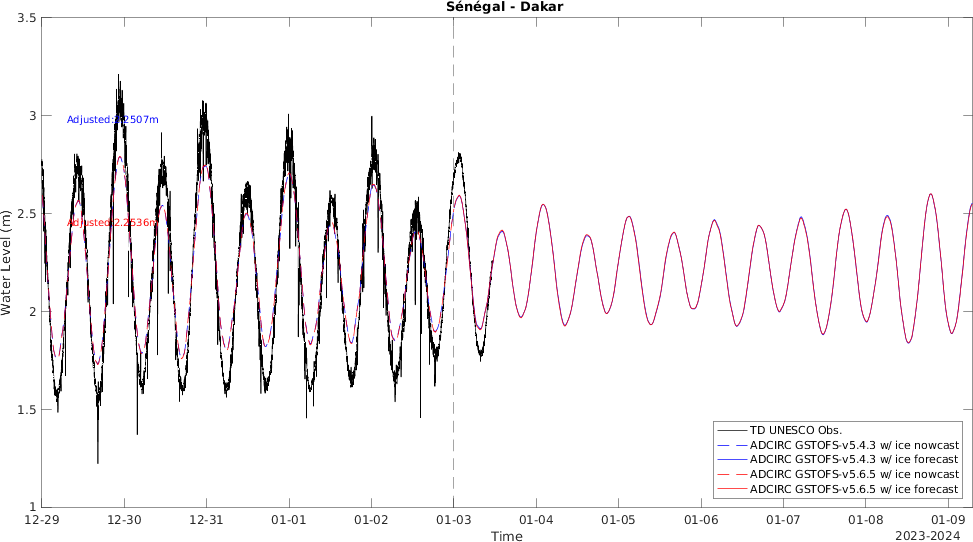 Sénégal - Dakar
Water Level (m)
3.5
3
2.5
2
1.5
1
Adjusted:2.2507m
Adjusted:2.2536m
TD UNESCO Obs.
ADCIRC GSTOFS-v5.4.3 w/ ice nowcast
ADCIRC GSTOFS-v5.4.3 w/ ice forecast
ADCIRC GSTOFS-v5.6.5 w/ ice nowcast
ADCIRC GSTOFS-v5.6.5 w/ ice forecast
12-29 12-30 12-31 01-01 01-02 01-03 01-04 01-05 01-06 01-07 01-08 01-09
Time
2023-2024